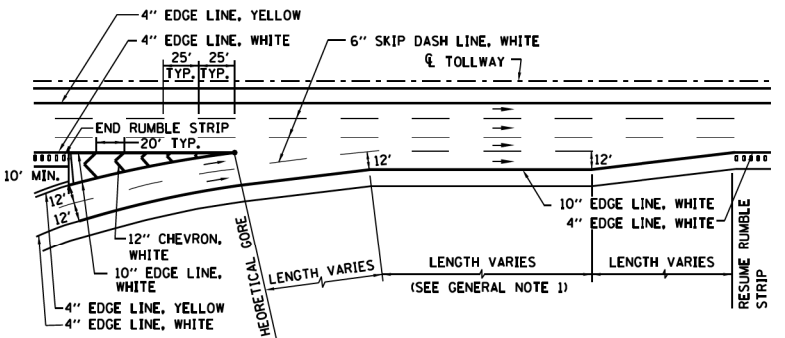 4" EDGE LINE, YELLOW
4" EDGE LINE, WHITE
25' 25'
TYP. TYP.
6" SKIP DASH LINE, WHITE
℄ TOLLWAY
END RUMBLE STRIP
20' TYP.
10' MIN.
12'
12'
12'
12'
12" CHEVRON,
WHITE
10" EDGE LINE,
WHITE
4" EDGE LINE, YELLOW
4" EDGE LINE, WHITE
HEORETICAL GORE
LENGTH VARIES
LENGTH VARIES
(SEE GENERAL NOTE 1)
LENGTH VARIES
10" EDGE LINE, WHITE
4" EDGE LINE, WHITE
RESUME RUMBLE
STRIP